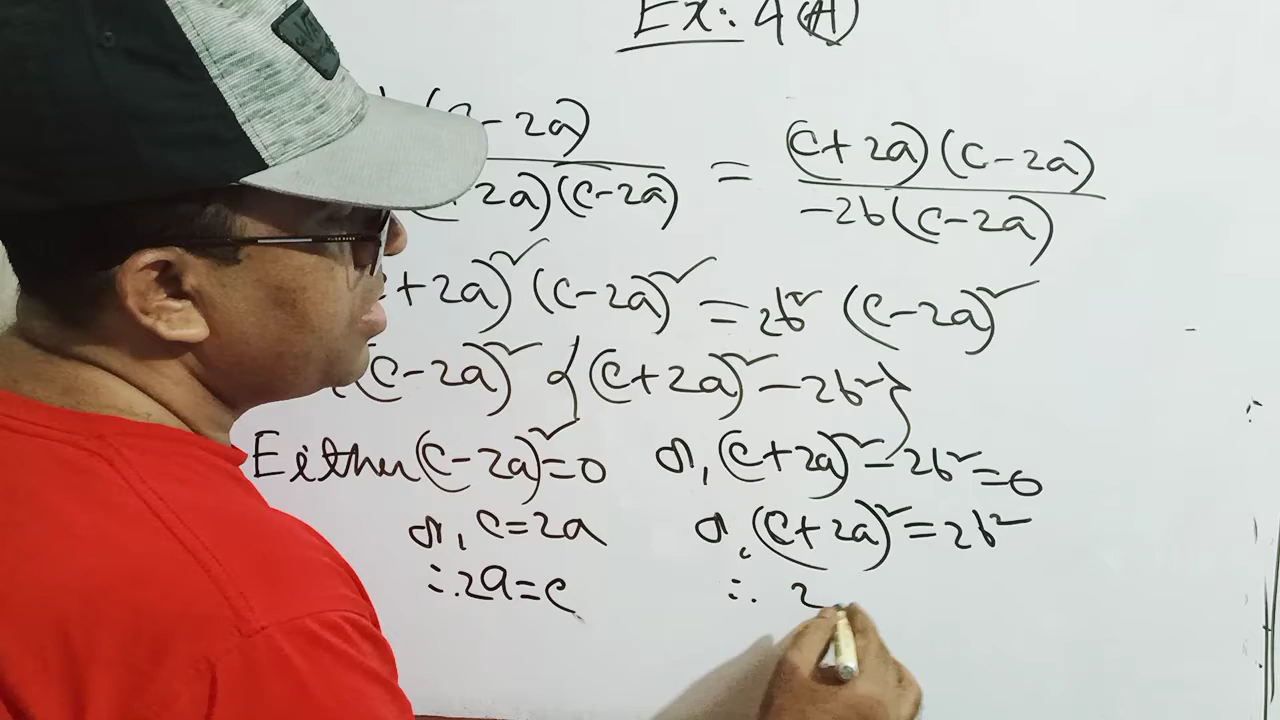 Ex: 4(A)
- 2a) / 2a)(c-2a) = (c+2a)(c-2a) / -2b(c-2a)
+2a)² (c-2a)² = 2b² (c-2a)²
(c-2a)² {(c+2a)² - 2b²}
Either (c-2a)² = 0 or, (c+2a)² - 2b² = 0
or, c = 2a or, (c+2a)² = 2b²
∴ 2a = c ∴ 2